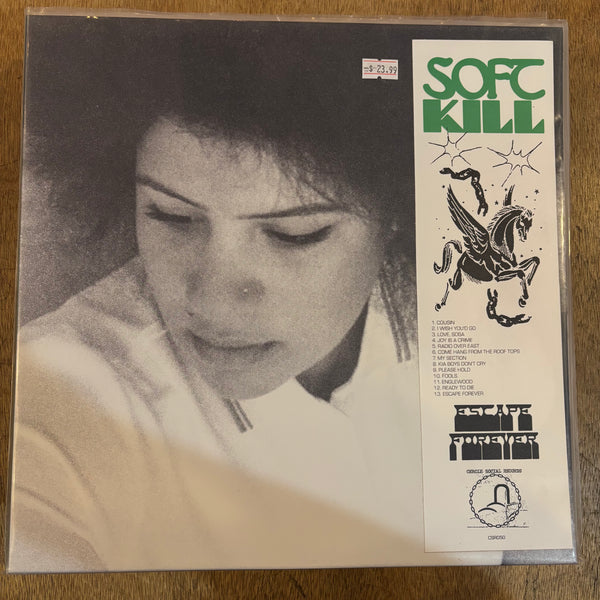 $ 23.99
SOFT
KILL
1. COUSIN
2. I WISH YOU'D GO
3. LOVE, SOSA
4. JOY IS A CRIME
5. RADIO OVER EAST
6. COME HANG FROM THE ROOF TOPS
7. MY SECTION
8. KIA BOYS DON'T CRY
9. PLEASE HOLD
10. FOOLS
11. ENGLEWOOD
12. READY TO DIE
13. ESCAPE FOREVER
ESCAPE
FOREVER
CERCLE SOCIAL RECORDS
CSR050